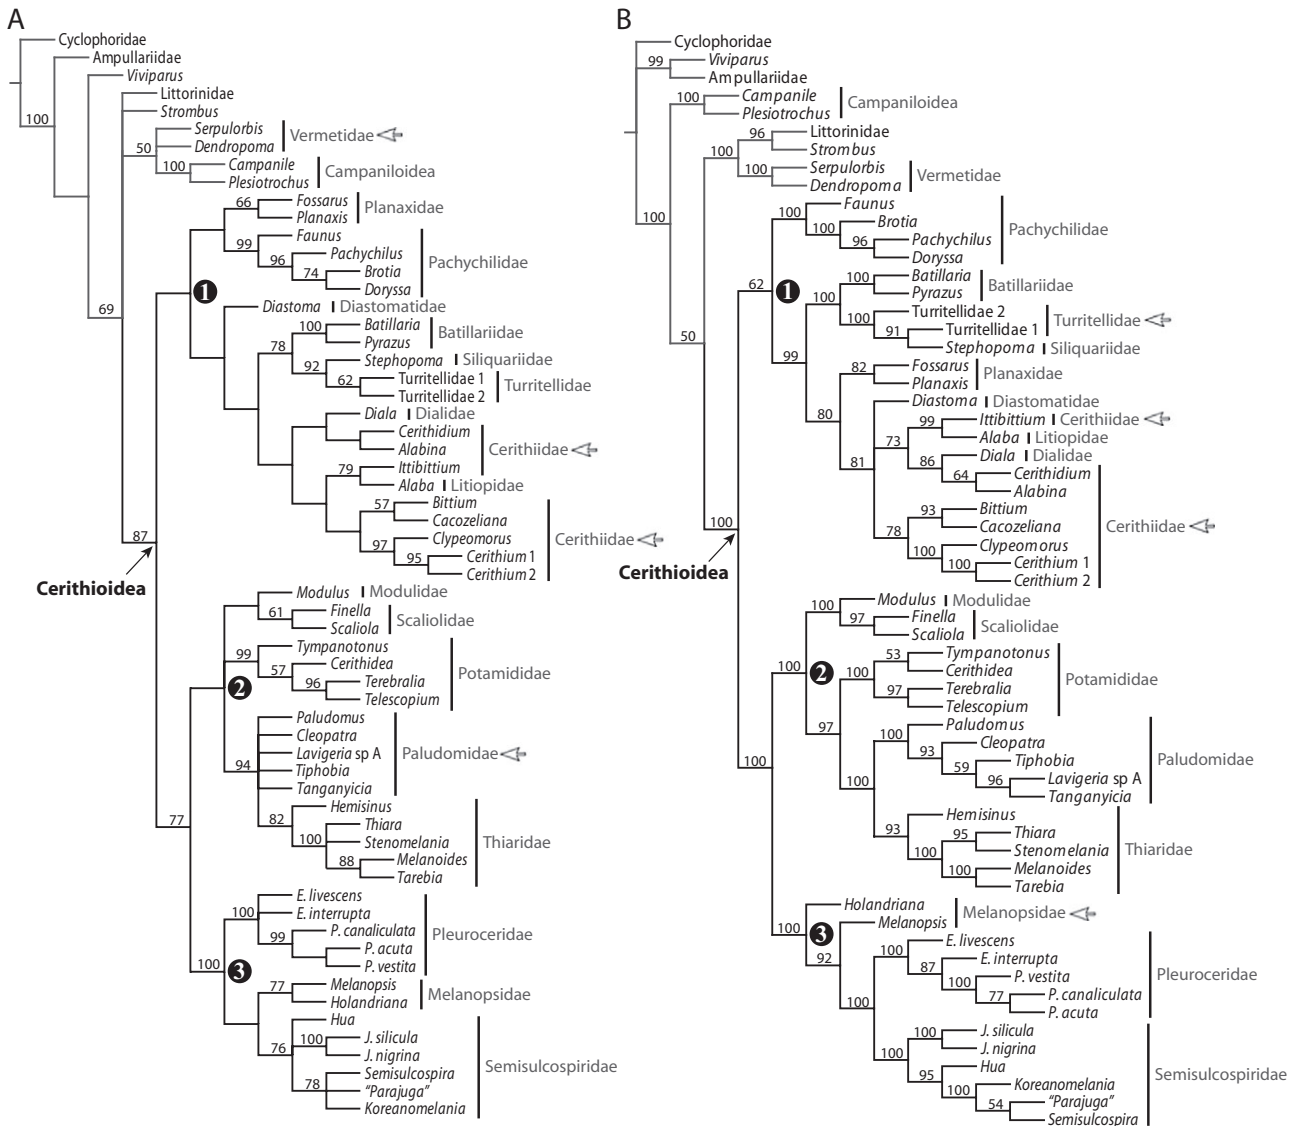 A
Cyclophoridae
Ampullariidae
Viviparus
100
Littorinidae
Strombus
Serpulorbis
Dendropoma
Vermetidae
50
Campanile
100
Plesiotrochus
Campaniloidea
Fossarus
66
Planaxis
Planaxidae
Faunus
99
Pachychilus
96
Brotia
74
Doryssa
Pachychilidae
1
69
Diastoma
Diastomatidae
Batillaria
100
Pyrazus
Batillariidae
78
Stephopoma
Siliquariidae
92
Turritellidae 1
62
Turritellidae 2
Turritellidae
Diala
Dialidae
Cerithidium
Alabina
Cerithiidae
Ittibittium
79
Alaba
Litiopidae
Bittium
57
Cacozeliana
Clypeomorus
97
Cerithium 1
95
Cerithium 2
Cerithiidae
87
Cerithioidea
Modulus
Modulidae
Finella
61
Scaliola
Scaliolidae
Tympanotonus
99
Cerithidea
57
Terebralia
96
Telescopium
Potamididae
2
Paludomus
Cleopatra
Lavigeria sp A
Tiphobia
Tanganyicia
Paludomidae
94
Hemisinus
82
Thiara
100
Stenomelania
Melanoides
88
Tarebia
Thiaridae
77
E. livescens
100
E. interrupta
P. canaliculata
99
P. acuta
P. vestita
Pleuroceridae
100
3
Melanopsis
77
Holandriana
Melanopsidae
Hua
76
J. silicula
100
J. nigrina
Semisulcospira
78
"Parajuga"
Koreanomelania
Semisulcospiridae
B
Cyclophoridae
Viviparus
99
Ampullariidae
Campanile
100
Plesiotrochus
Campaniloidea
Littorinidae
96
Strombus
100
Serpulorbis
100
Dendropoma
Vermetidae
100
Faunus
100
Brotia
100
Pachychilus
96
Doryssa
Pachychilidae
62
1
Batillaria
100
Pyrazus
Batillariidae
100
Turritellidae 2
100
Turritellidae 1
91
Turritellidae
Stephopoma
Siliquariidae
50
99
Fossarus
82
Planaxis
Planaxidae
80
Diastoma
Diastomatidae
Ittibittium
99
Cerithiidae
Alaba
Litiopidae
73
Diala
Dialidae
86
Cerithidium
64
Alabina
81
Bittium
93
Cacozeliana
78
Clypeomorus
100
Cerithium 1
100
Cerithium 2
Cerithiidae
100
Cerithioidea
Modulus
Modulidae
100
Finella
97
Scaliola
Scaliolidae
100
2
Tympanotonus
53
Cerithidea
100
Terebralia
97
Telescopium
Potamididae
97
Paludomus
100
Cleopatra
93
Tiphobia
59
Lavigeria sp A
96
Tanganyicia
Paludomidae
100
100
Hemisinus
93
Thiara
95
Stenomelania
100
Melanoides
100
Tarebia
Thiaridae
Holandriana
100
3
Melanopsis
Melanopsidae
92
E. livescens
100
E. interrupta
87
P. vestita
100
P. canaliculata
77
P. acuta
Pleuroceridae
100
J. silicula
100
J. nigrina
100
Hua
95
Koreanomelania
100
"Parajuga"
54
Semisulcospira
Semisulcospiridae